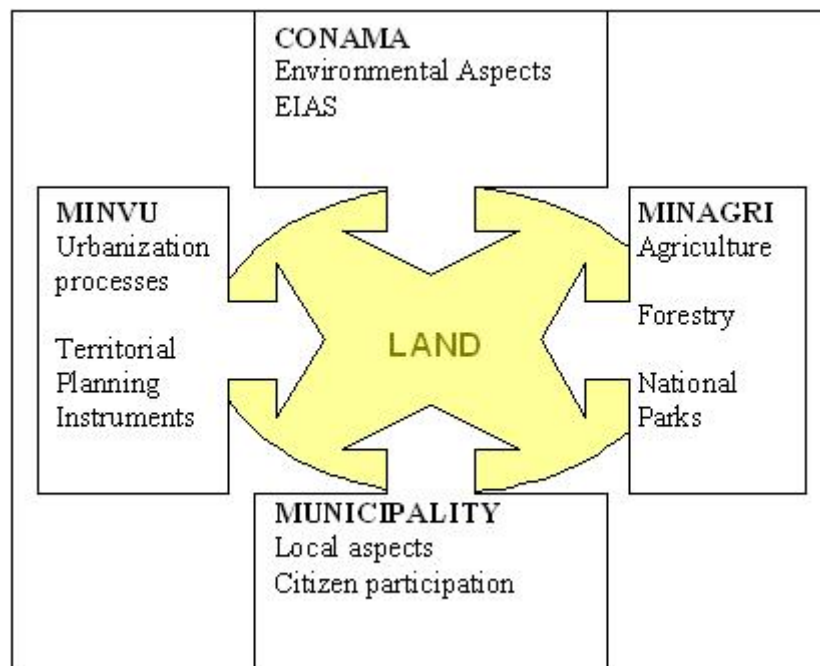 CONAMA
Environmental Aspects
EIAS
MINVU
Urbanization
processes
Territorial
Planning
Instruments
LAND
MINAGRI
Agriculture
Forestry
National
Parks
MUNICIPALITY
Local aspects
Citizen participation